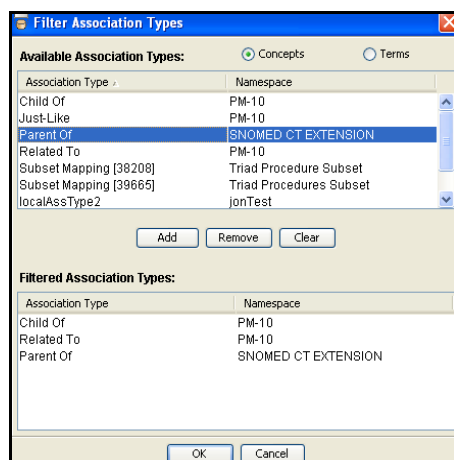 Filter Association Types
Available Association Types: Concepts Terms
Association Type Namespace
Child Of PM-10
Just-Like PM-10
Parent Of SNOMED CT EXTENSION
Related To PM-10
Subset Mapping [38208] Triad Procedure Subset
Subset Mapping [39665] Triad Procedures Subset
localAssType2 jonTest
Add Remove Clear
Filtered Association Types:
Association Type Namespace
Child Of PM-10
Related To PM-10
Parent Of SNOMED CT EXTENSION
OK Cancel